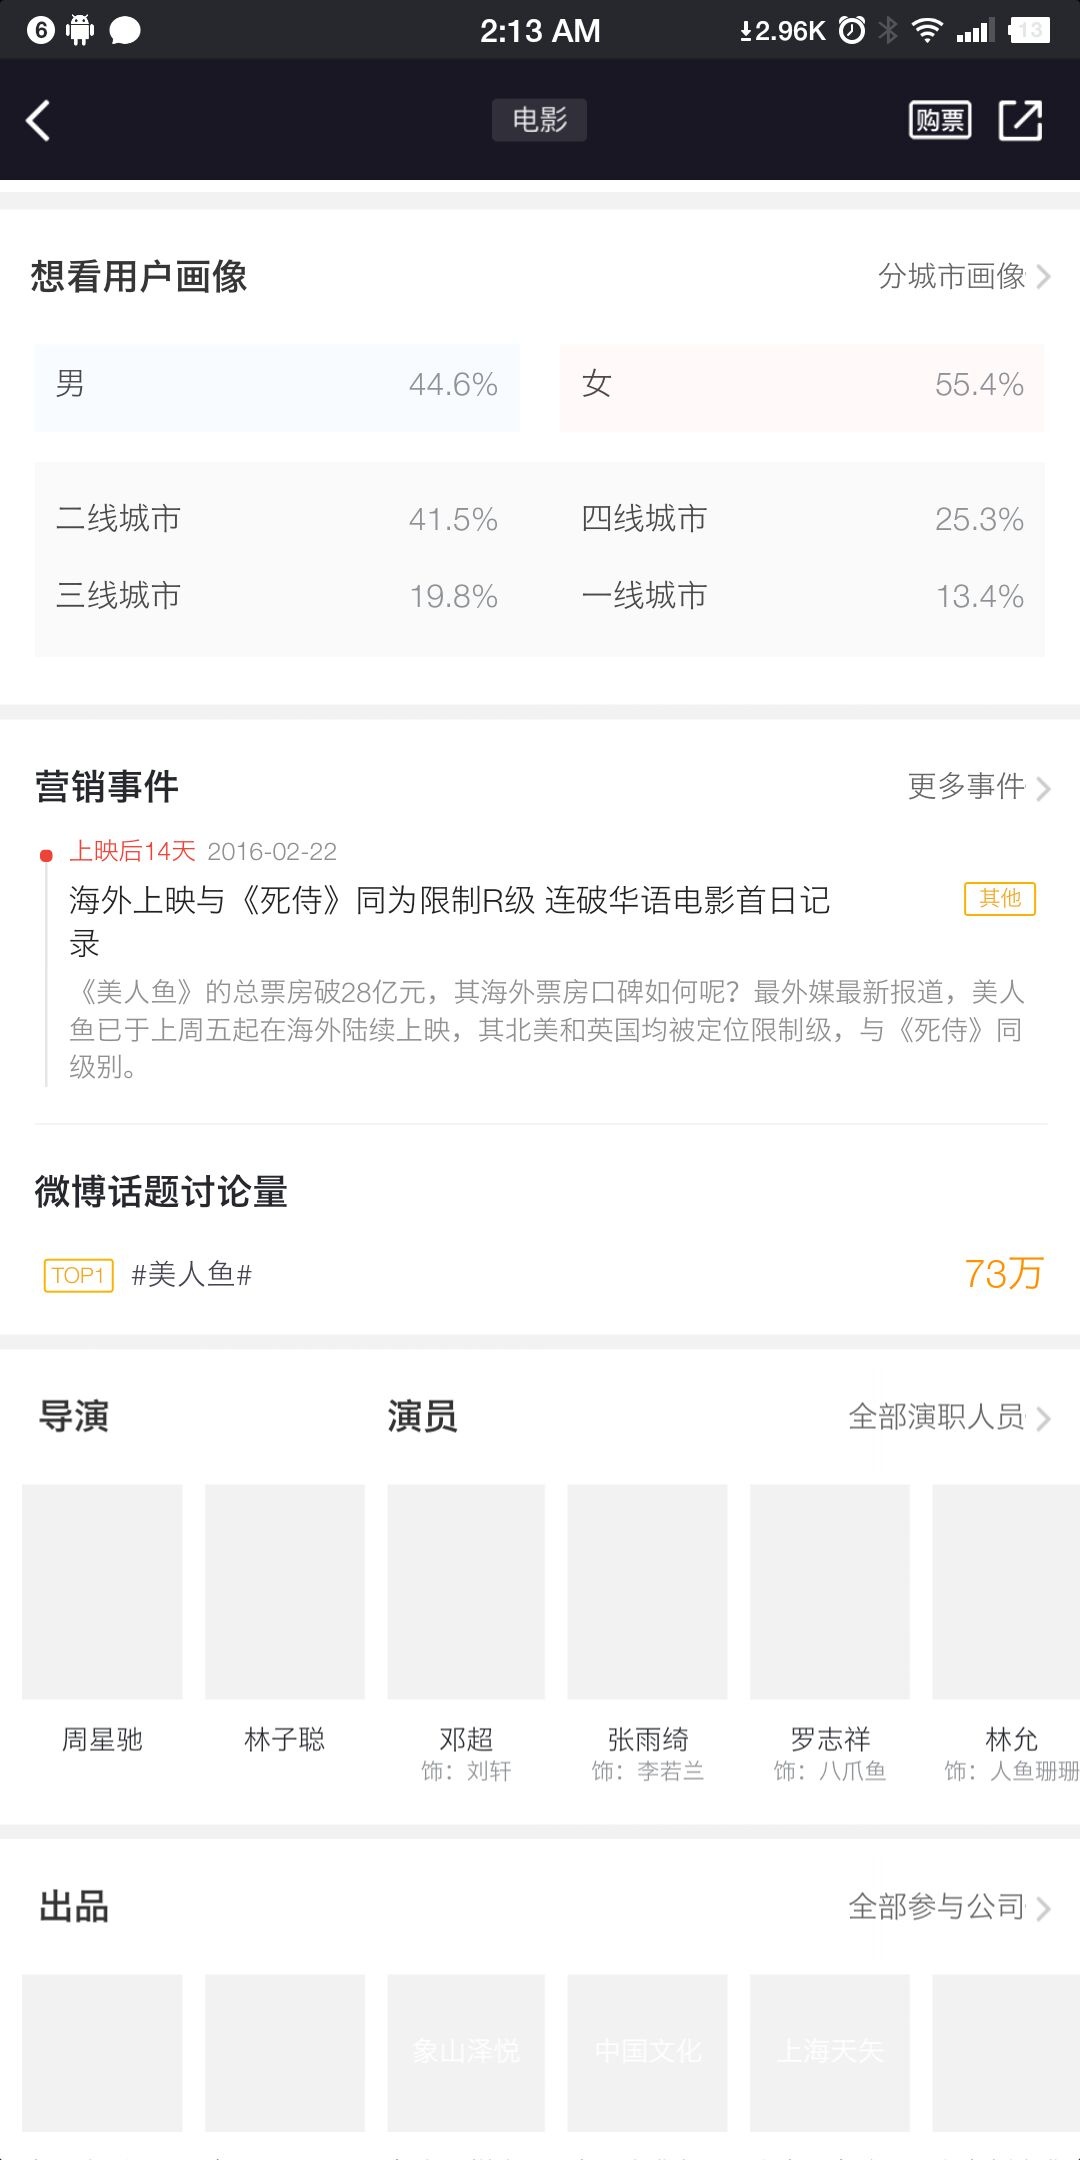 6
2:13 AM
2.96K
13
电影
购票
想看用户画像
分城市画像
男 44.6%
女 55.4%
二线城市 41.5%
四线城市 25.3%
三线城市 19.8%
一线城市 13.4%
营销事件
更多事件
上映后14天 2016-02-22
海外上映与《死侍》同为限制R级 连破华语电影首日记
录
其他
《美人鱼》的总票房破28亿元，其海外票房口碑如何呢？最外媒最新报道，美人
鱼已于上周五起在海外陆续上映，其北美和英国均被定位限制级，与《死侍》同
级别。
微博话题讨论量
TOP1 #美人鱼# 73万
导演
演员
全部演职人员
周星驰
林子聪
邓超
饰：刘轩
张雨绮
饰：李若兰
罗志祥
饰：八爪鱼
林允
饰：人鱼珊珊
出品
全部参与公司
象山泽悦
中国文化
上海天矢